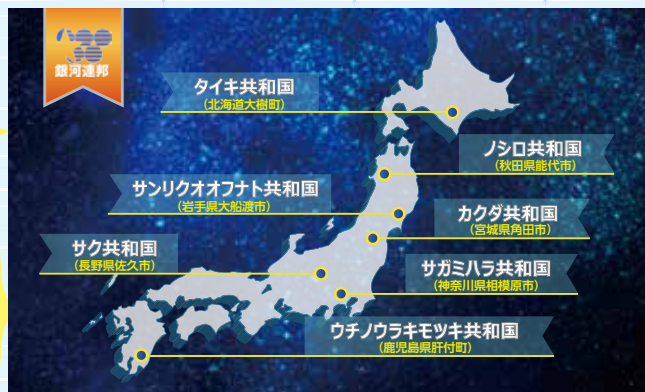 銀河連邦
タイキ共和国
(北海道大樹町)
ノシロ共和国
(秋田県能代市)
サンリクオオフナト共和国
(岩手県大船渡市)
カクダ共和国
(宮城県角田市)
サク共和国
(長野県佐久市)
サガミハラ共和国
(神奈川県相模原市)
ウチノウラキモツキ共和国
(鹿児島県肝付町)